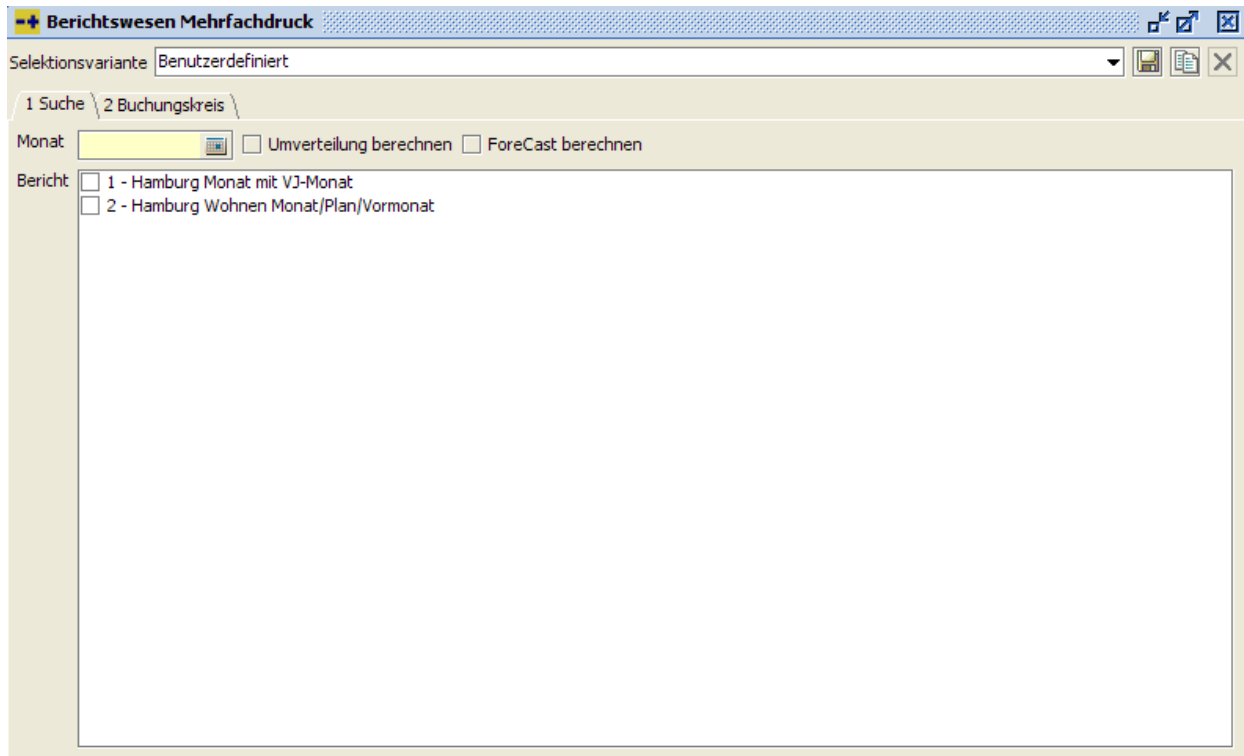 Berichtswesen Mehrfachdruck
Selektionsvariante Benutzerdefiniert
1 Suche 2 Buchungskreis
Monat Umverteilung berechnen ForeCast berechnen
Bericht 1 - Hamburg Monat mit VJ-Monat
2 - Hamburg Wohnen Monat/Plan/Vormonat